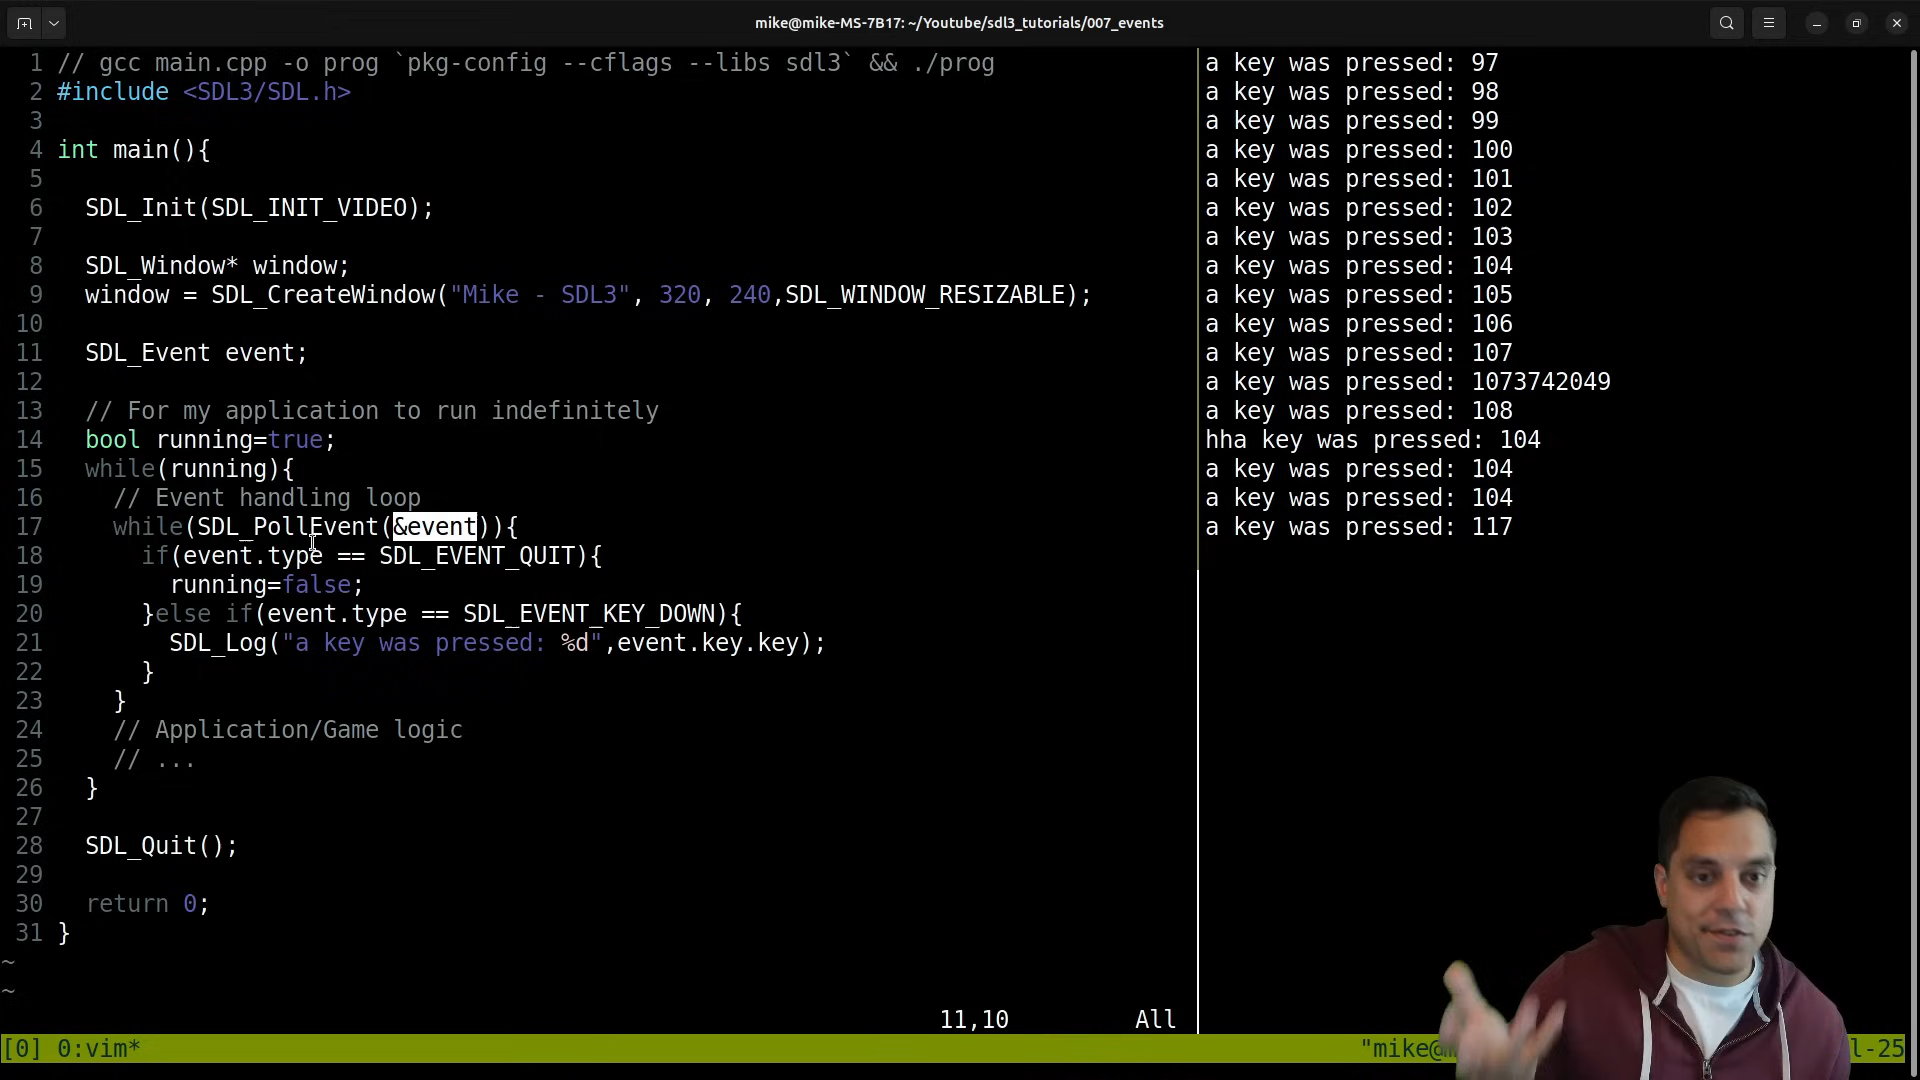 mike@mike-MS-7B17: ~/Youtube/sdl3_tutorials/007_events
1 // gcc main.cpp -o prog `pkg-config --cflags --libs sdl3` && ./prog
2 #include <SDL3/SDL.h>
3
4 int main(){
5
6 SDL_Init(SDL_INIT_VIDEO);
7
8 SDL_Window* window;
9 window = SDL_CreateWindow("Mike - SDL3", 320, 240,SDL_WINDOW_RESIZABLE);
10
11 SDL_Event event;
12
13 // For my application to run indefinitely
14 bool running=true;
15 while(running){
16 // Event handling loop
17 while(SDL_PollEvent(&event)){
18 if(event.type == SDL_EVENT_QUIT){
19 running=false;
20 }else if(event.type == SDL_EVENT_KEY_DOWN){
21 SDL_Log("a key was pressed: %d",event.key.key);
22 }
23 }
24 // Application/Game logic
25 // ...
26 }
27
28 SDL_Quit();
29
30 return 0;
31 }
~
~
11,10 All
a key was pressed: 97
a key was pressed: 98
a key was pressed: 99
a key was pressed: 100
a key was pressed: 101
a key was pressed: 102
a key was pressed: 103
a key was pressed: 104
a key was pressed: 105
a key was pressed: 106
a key was pressed: 107
a key was pressed: 1073742049
a key was pressed: 108
hha key was pressed: 104
a key was pressed: 104
a key was pressed: 104
a key was pressed: 117
[0] 0:vim* "mike@ l-25